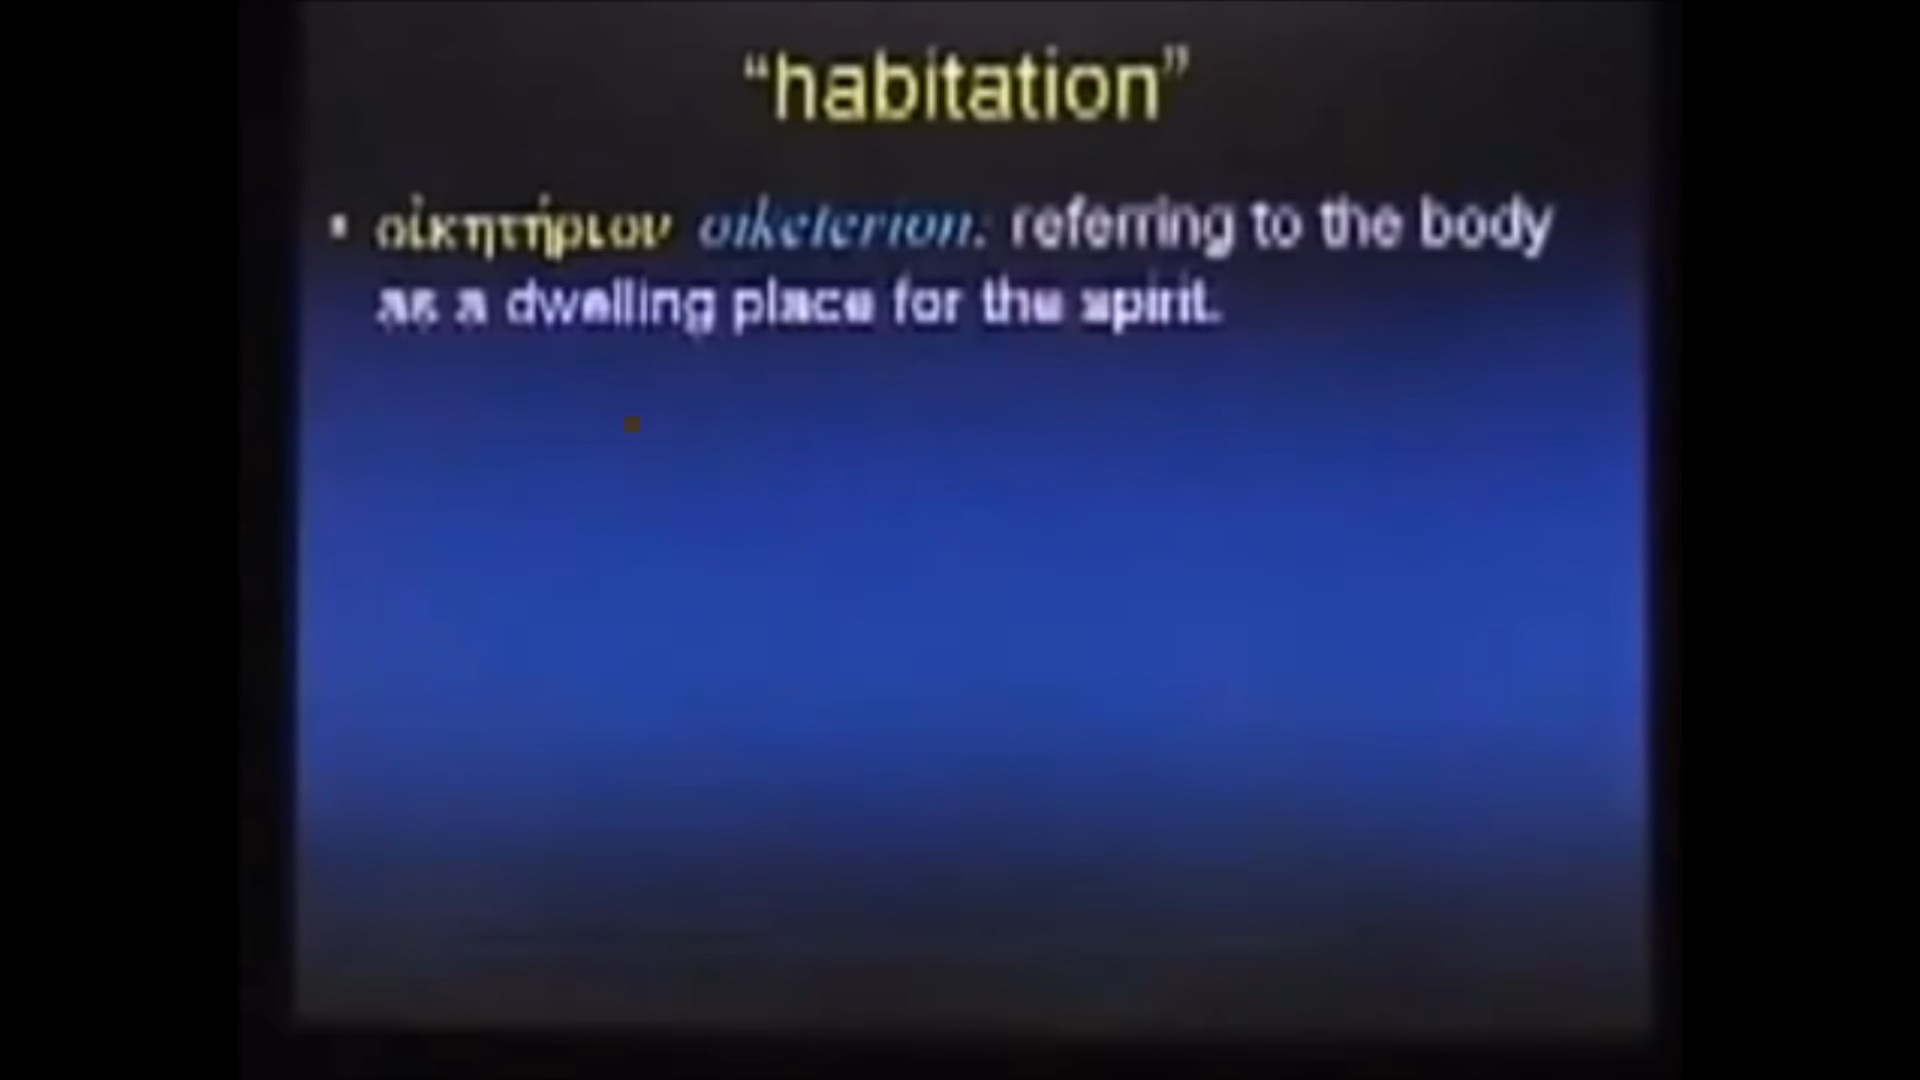 “habitation”
• οἰκητήριον oiketerion: referring to the body
as a dwelling place for the spirit.